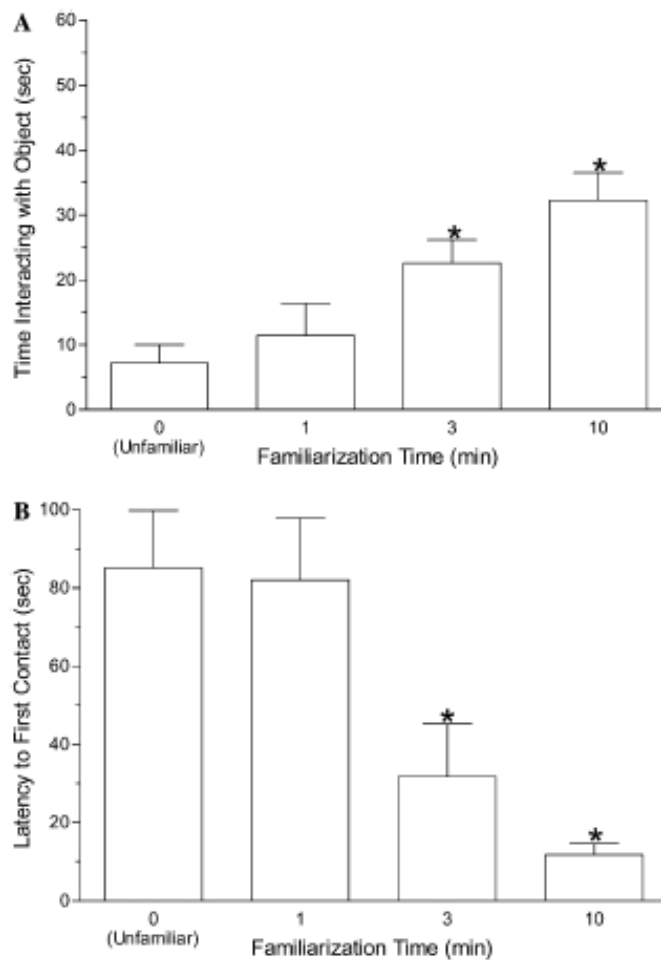 A
60
50
40
30
20
10
0
Time Interacting with Object (sec)
*
*
0 1 3 10
(Unfamiliar)
Familiarization Time (min)
B
100
80
60
40
20
0
Latency to First Contact (sec)
*
*
0 1 3 10
(Unfamiliar)
Familiarization Time (min)